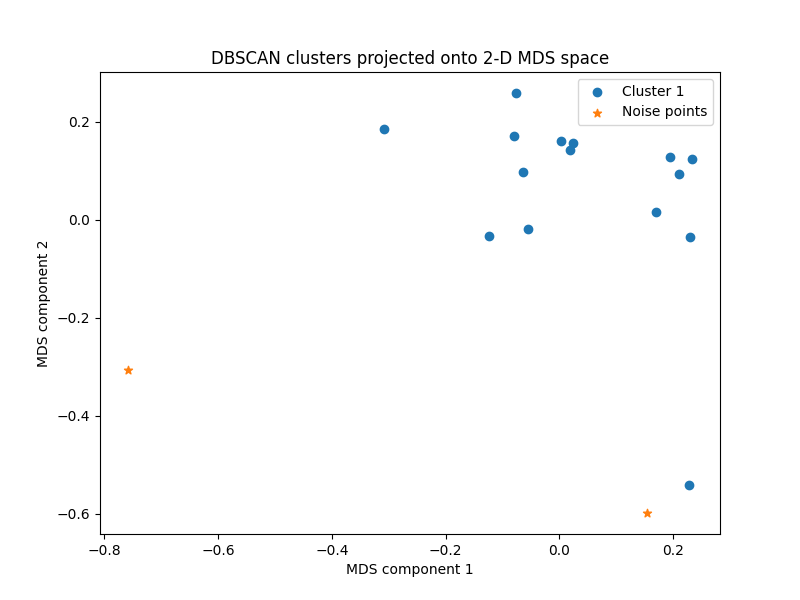 DBSCAN clusters projected onto 2-D MDS space
Cluster 1
Noise points
MDS component 2
0.2
0.0
−0.2
−0.4
−0.6
−0.8
−0.6
−0.4
−0.2
0.0
0.2
MDS component 1